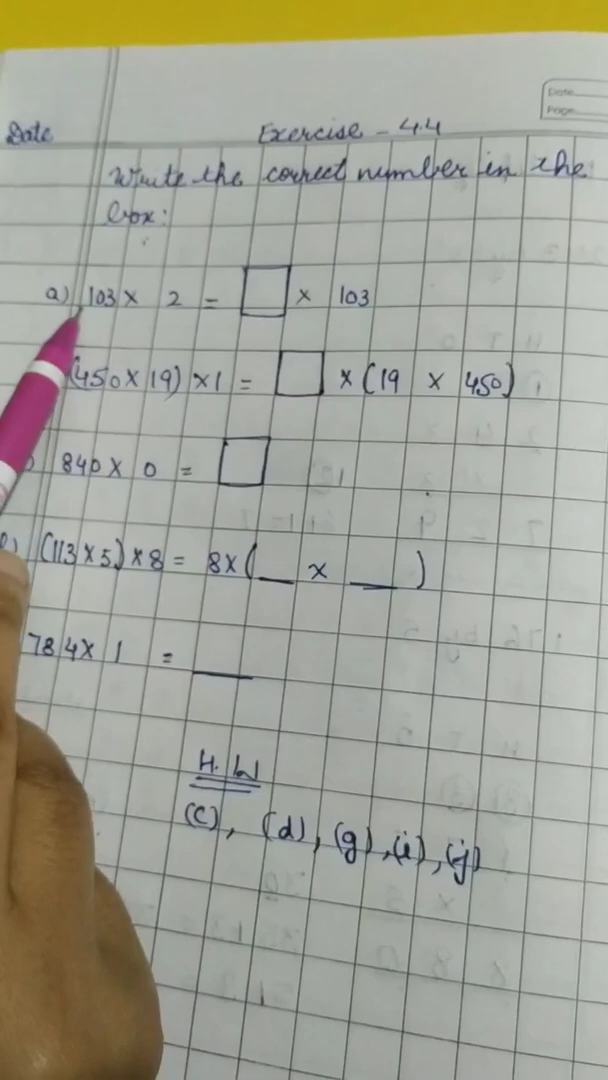 Date
Page
Date Exercise - 4.4
Write the correct number in the
box:
a) 103 × 2 = □ × 103
(450 × 19) × 1 = □ × (19 × 450)
840 × 0 = □
(113 × 5) × 8 = 8 × ( __ × __ )
784 × 1 = __
H.W
(c), (d), (g), (i), (j)